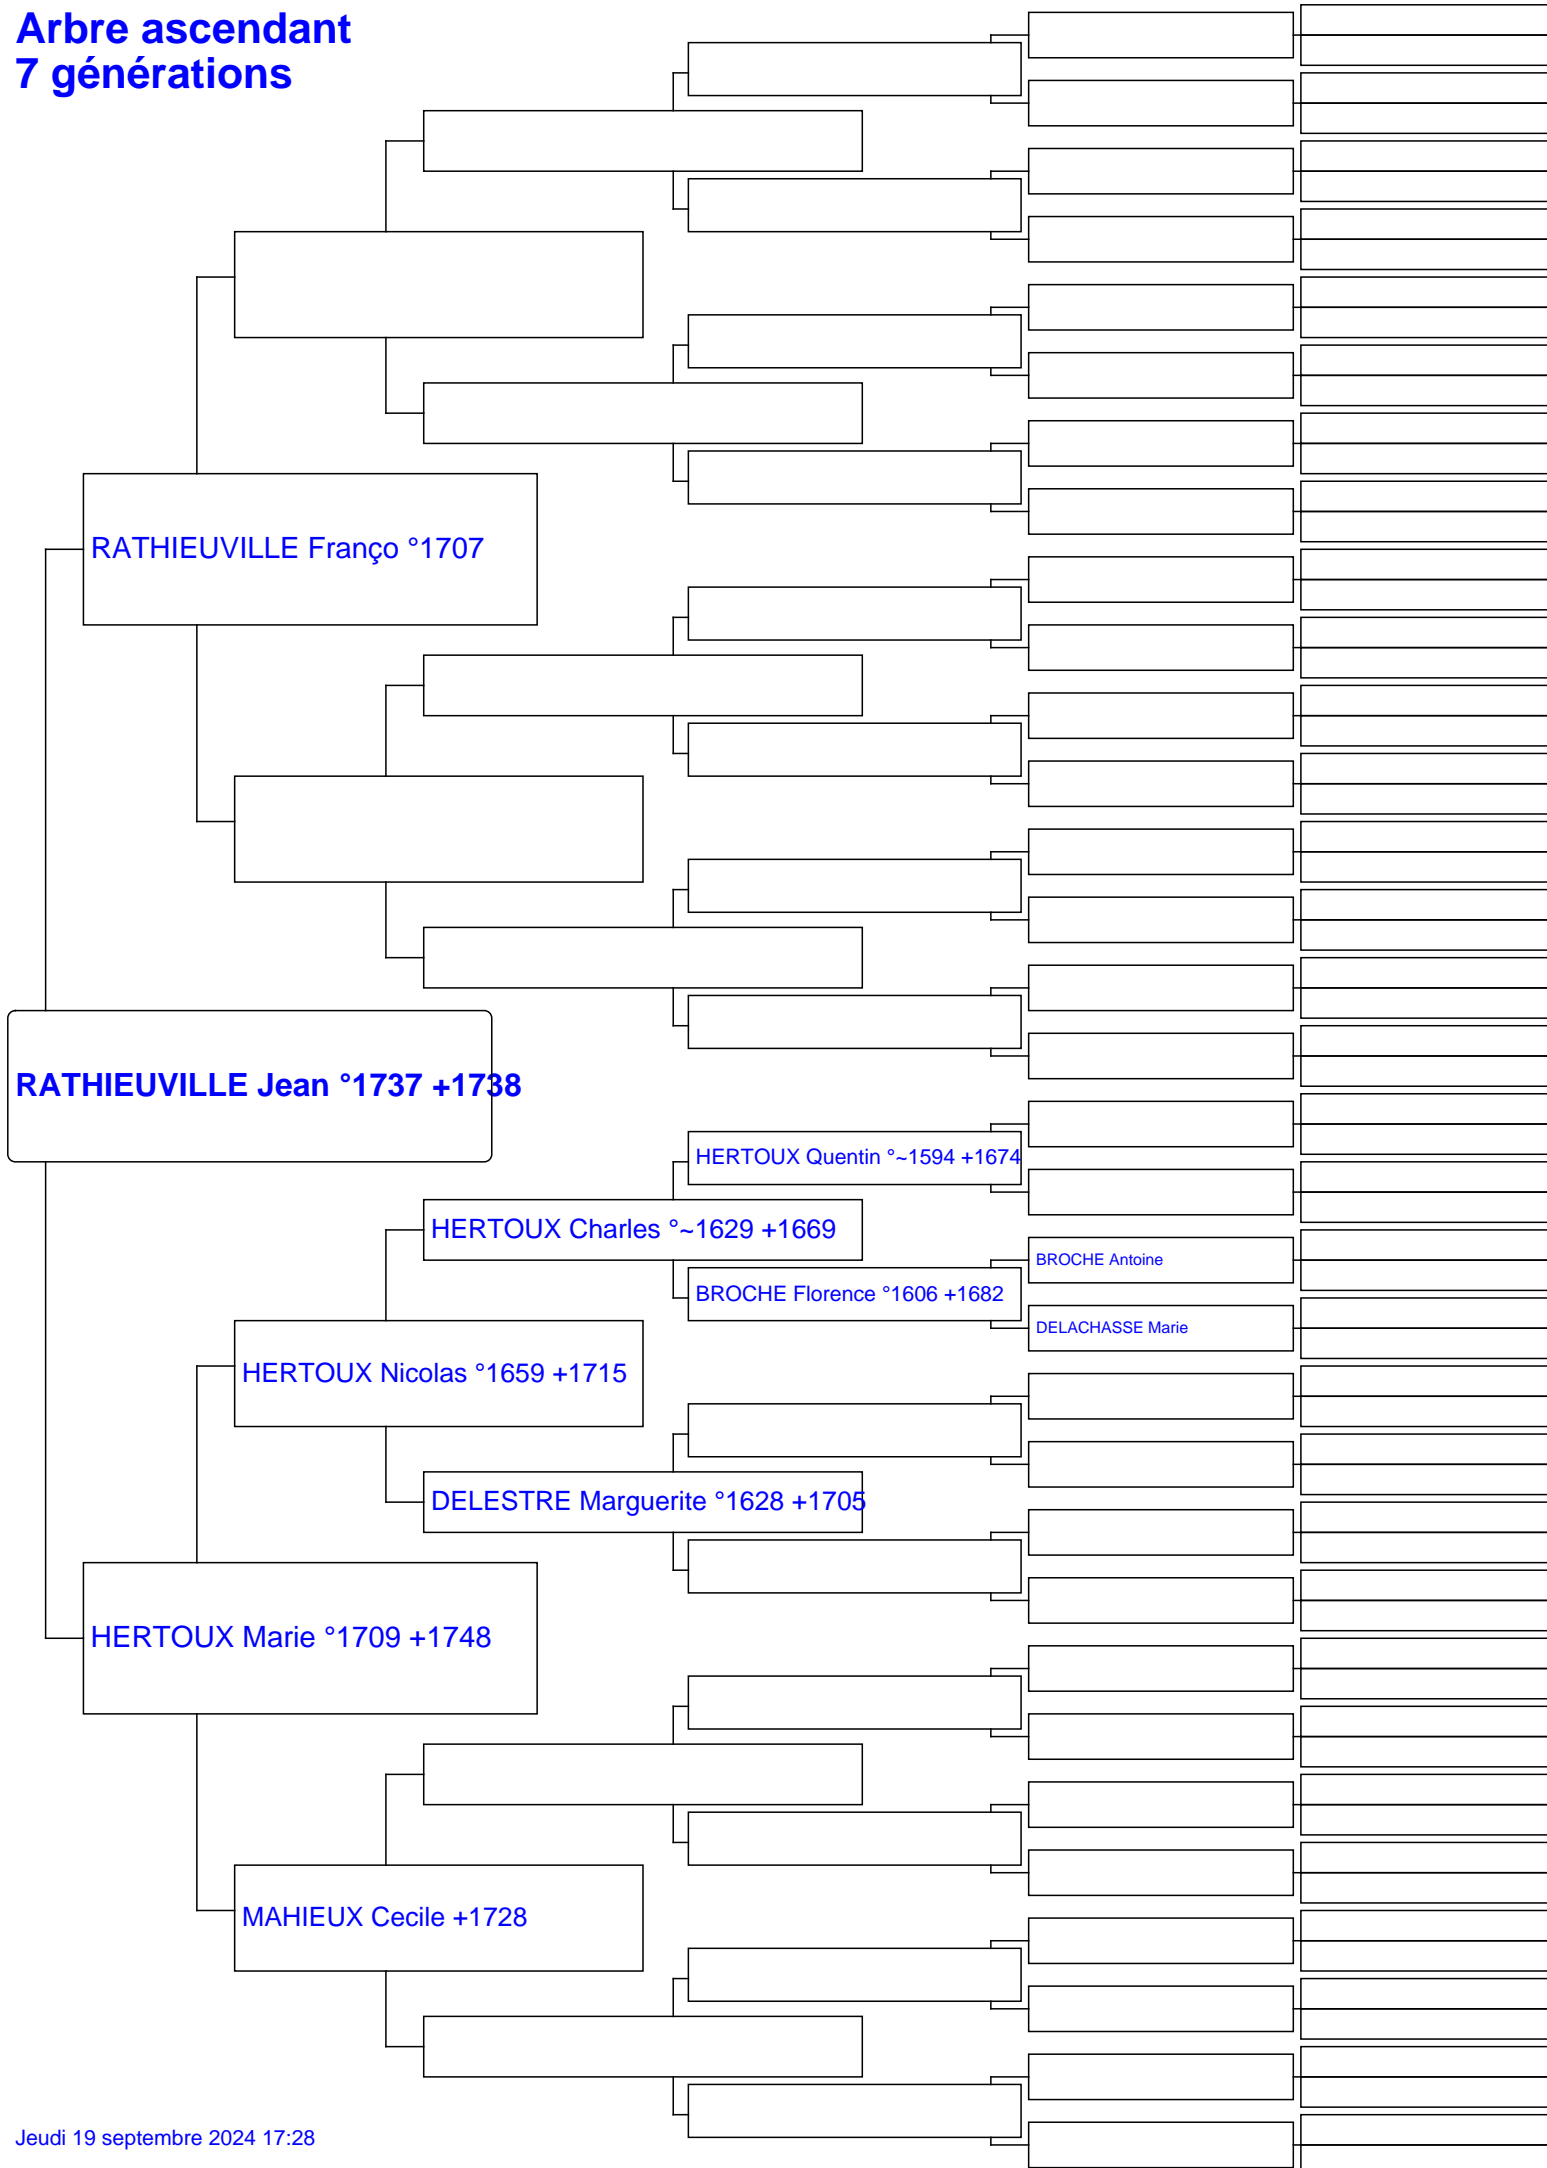 Arbre ascendant
7 générations
RATHIEUVILLE Franço °1707
RATHIEUVILLE Jean °1737 +1738
HERTOUX Quentin °~1594 +1674
HERTOUX Charles °~1629 +1669
BROCHE Antoine
BROCHE Florence °1606 +1682
DELACHASSE Marie
HERTOUX Nicolas °1659 +1715
DELESTRE Marguerite °1628 +1705
HERTOUX Marie °1709 +1748
MAHIEUX Cecile +1728
Jeudi 19 septembre 2024 17:28